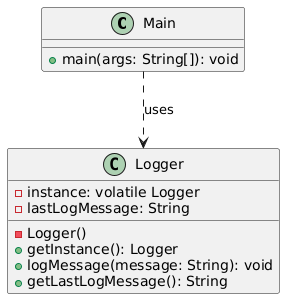 C Main
main(args: String[]): void
uses
C Logger
instance: volatile Logger
lastLogMessage: String
Logger()
getInstance(): Logger
logMessage(message: String): void
getLastLogMessage(): String